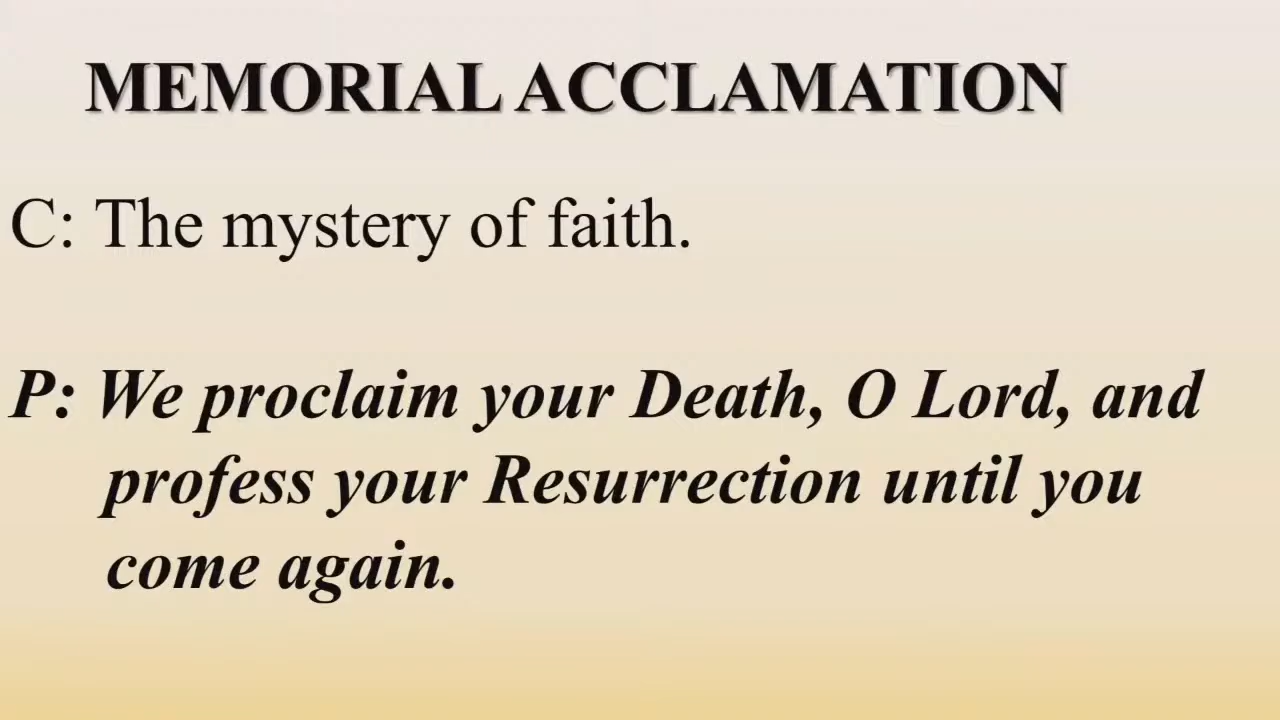 MEMORIAL ACCLAMATION
C: The mystery of faith.
P: We proclaim your Death, O Lord, and
profess your Resurrection until you
come again.